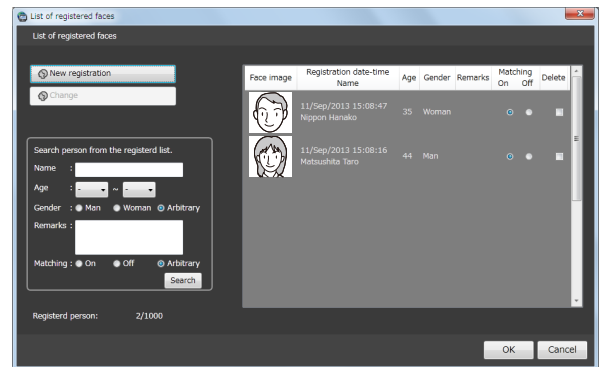 List of registered faces
List of registered faces
New registration
Change
Search person from the registerd list.
Name :
Age : - ~ -
Gender : Man Woman Arbitrary
Remarks :
Matching : On Off Arbitrary
Search
Registerd person: 2/1000
Face image Registration date-time Name Age Gender Remarks Matching On Off Delete
11/Sep/2013 15:08:47
Nippon Hanako 35 Woman
11/Sep/2013 15:08:16
Matsushita Taro 44 Man
OK Cancel